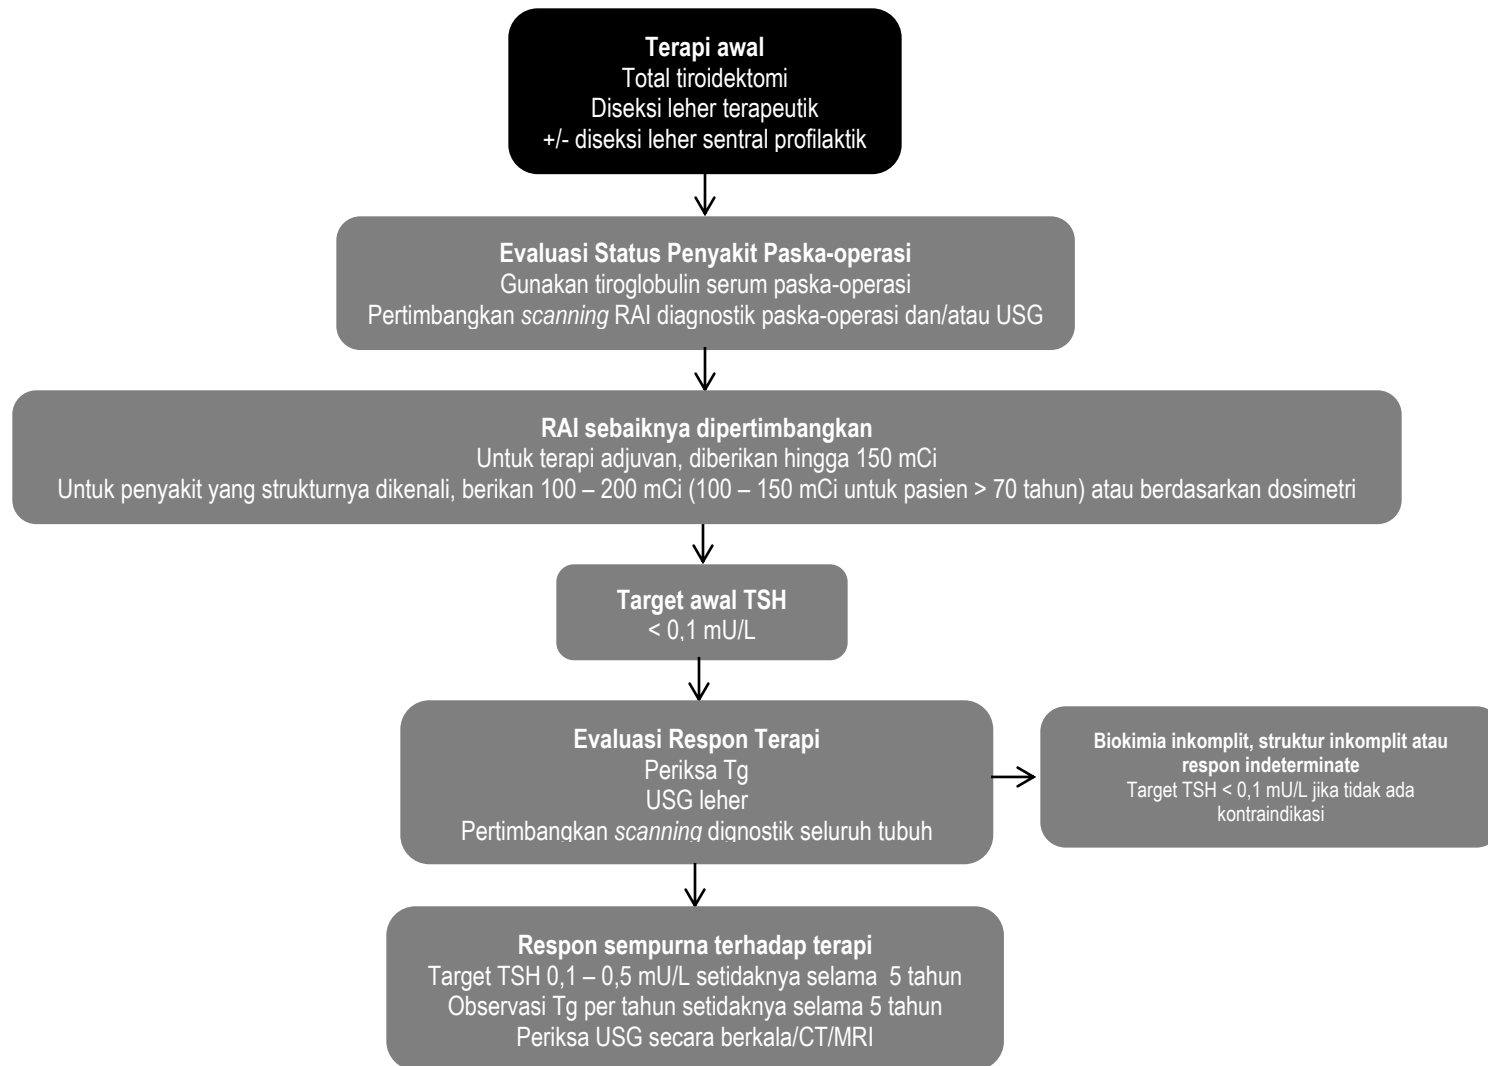 Terapi awal
Total tiroidektomi
Diseksi leher terapeutik
+/- diseksi leher sentral profilaktik
Evaluasi Status Penyakit Paska-operasi
Gunakan tiroglobulin serum paska-operasi
Pertimbangkan scanning RAI diagnostik paska-operasi dan/atau USG
RAI sebaiknya dipertimbangkan
Untuk terapi adjuvan, diberikan hingga 150 mCi
Untuk penyakit yang strukturnya dikenali, berikan 100 – 200 mCi (100 – 150 mCi untuk pasien > 70 tahun) atau berdasarkan dosimetri
Target awal TSH
< 0,1 mU/L
Evaluasi Respon Terapi
Periksa Tg
USG leher
Pertimbangkan scanning dignostik seluruh tubuh
Biokimia inkomplit, struktur inkomplit atau
respon indeterminate
Target TSH < 0,1 mU/L jika tidak ada
kontraindikasi
Respon sempurna terhadap terapi
Target TSH 0,1 – 0,5 mU/L setidaknya selama 5 tahun
Observasi Tg per tahun setidaknya selama 5 tahun
Periksa USG secara berkala/CT/MRI